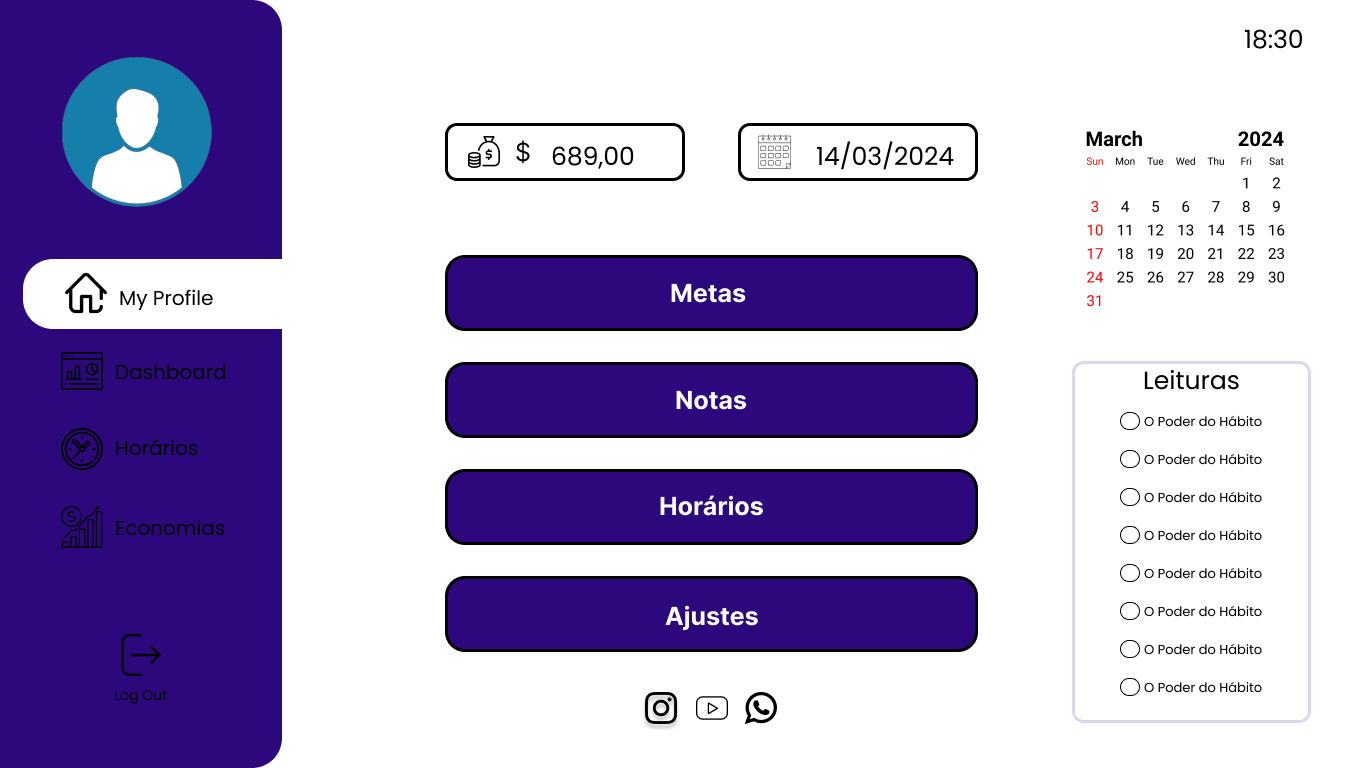 18:30
My Profile
Dashboard
Horários
Economias
Log Out
$ 689,00
14/03/2024
Metas
Notas
Horários
Ajustes
March 2024
Sun Mon Tue Wed Thu Fri Sat
1 2
3 4 5 6 7 8 9
10 11 12 13 14 15 16
17 18 19 20 21 22 23
24 25 26 27 28 29 30
31
Leituras
O Poder do Hábito
O Poder do Hábito
O Poder do Hábito
O Poder do Hábito
O Poder do Hábito
O Poder do Hábito
O Poder do Hábito
O Poder do Hábito